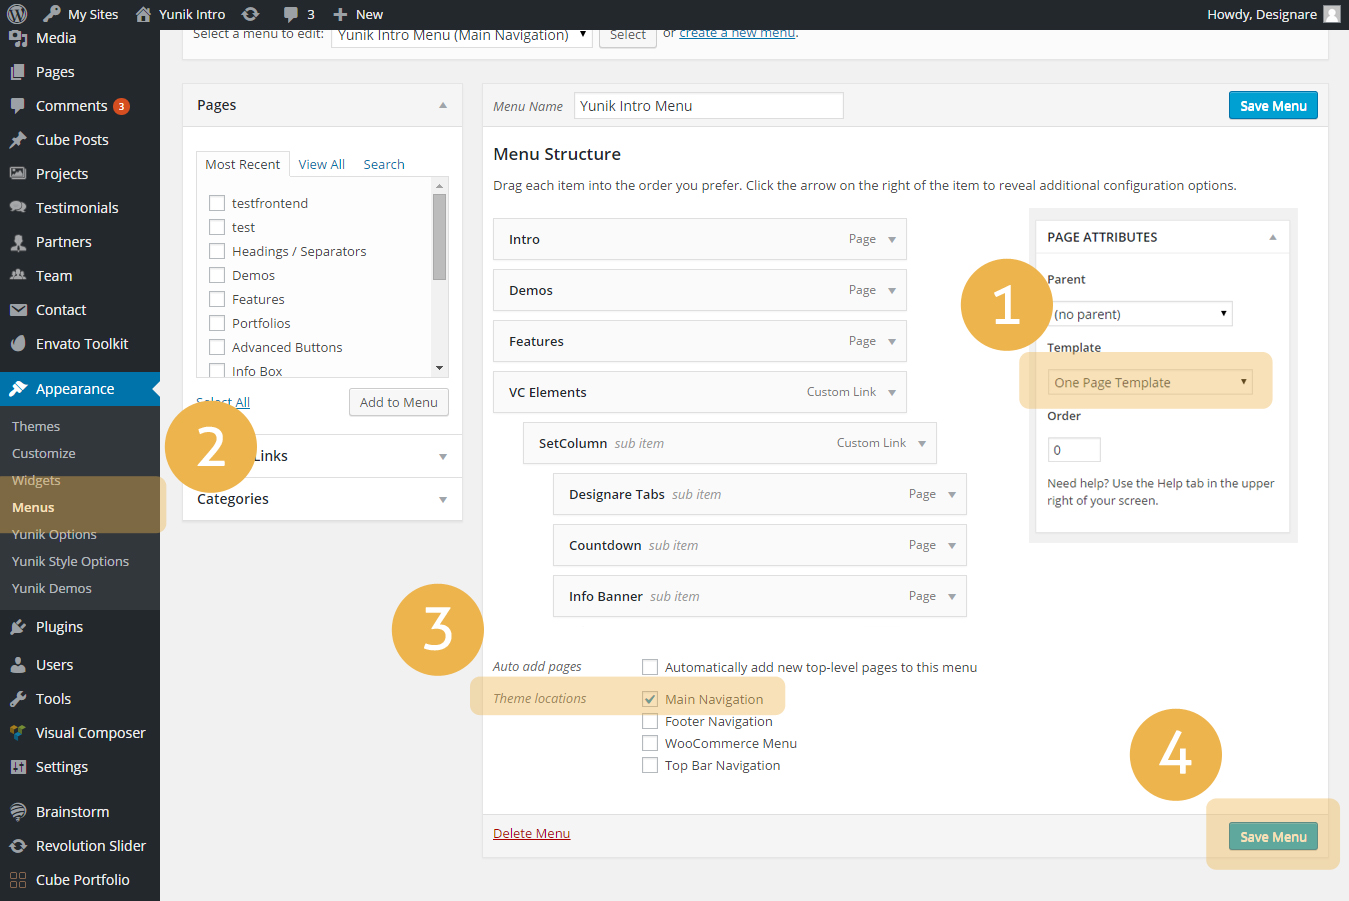 My Sites
Yunik Intro
3
New
Howdy, Designare
Media
Pages
Comments 3
Cube Posts
Projects
Testimonials
Partners
Team
Contact
Envato Toolkit
Appearance
Themes
Customize
Widgets
Menus
Yunik Options
Yunik Style Options
Yunik Demos
Plugins
Users
Tools
Visual Composer
Settings
Brainstorm
Revolution Slider
Cube Portfolio
Select a menu to edit: Yunik Intro Menu (Main Navigation) Select or create a new menu.
Pages
Most Recent View All Search
testfrontend
test
Headings / Separators
Demos
Features
Portfolios
Advanced Buttons
Info Box
Select All
Add to Menu
2
Links
Categories
Menu Name Yunik Intro Menu
Save Menu
Menu Structure
Drag each item into the order you prefer. Click the arrow on the right of the item to reveal additional configuration options.
Intro Page
Demos Page
Features Page
VC Elements Custom Link
SetColumn sub item Custom Link
Designare Tabs sub item Page
Countdown sub item Page
Info Banner sub item Page
1
PAGE ATTRIBUTES
Parent
(no parent)
Template
One Page Template
Order
0
Need help? Use the Help tab in the upper
right of your screen.
3
Auto add pages Automatically add new top-level pages to this menu
Theme locations Main Navigation
Footer Navigation
WooCommerce Menu
Top Bar Navigation
4
Delete Menu
Save Menu